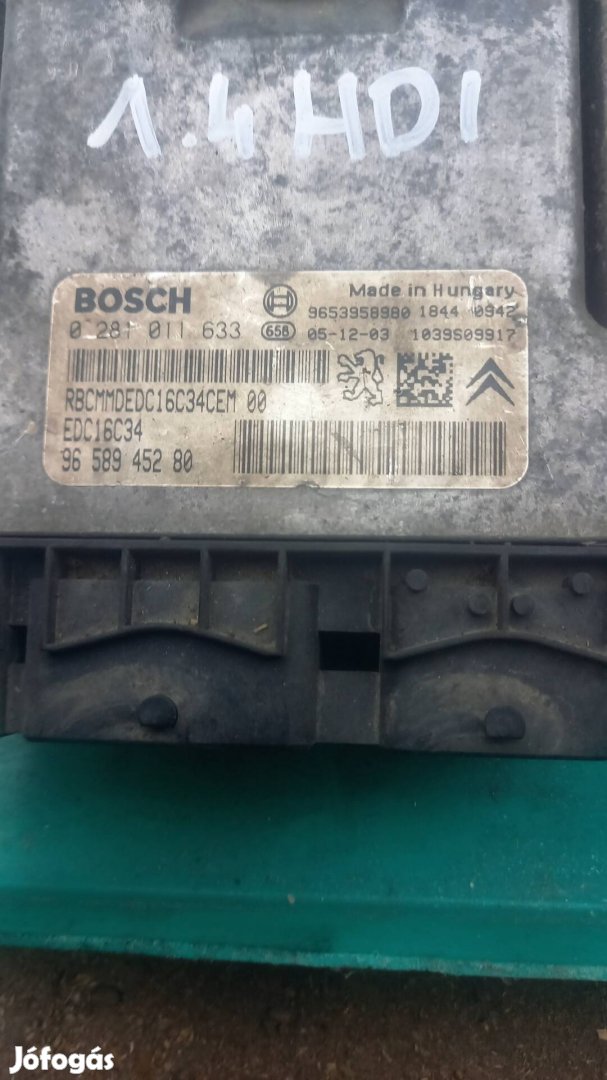 1.4 HDI
BOSCH
Made in Hungary
9653958980 1844 0942
0 281 011 633 65B 05-12-03 1039S09917
RBCMMDEDC16C34CEM 00
EDC16C34
96 589 452 80
Jófogás